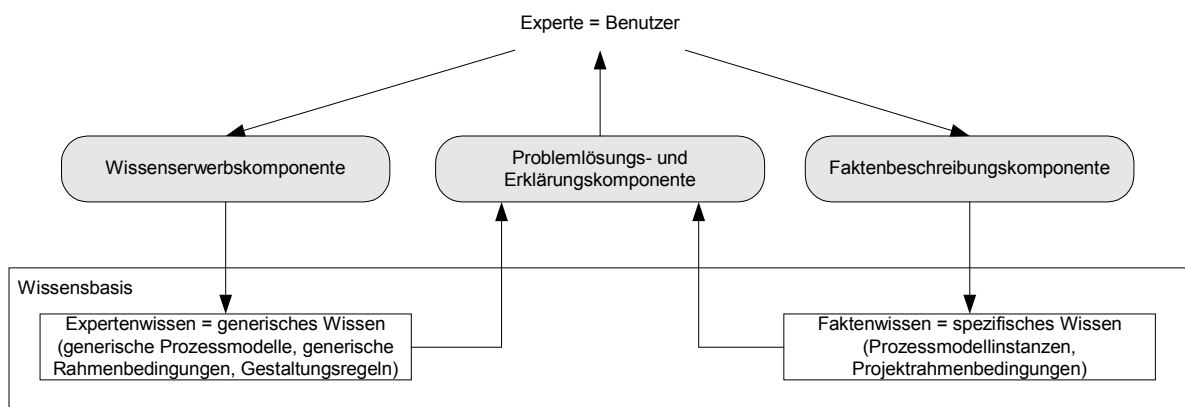 Experte = Benutzer
Wissenserwerbskomponente
Problemlösungs- und
Erklärungskomponente
Faktenbeschreibungskomponente
Wissensbasis
Expertenwissen = generisches Wissen
(generische Prozessmodelle, generische
Rahmenbedingungen, Gestaltungsregeln)
Faktenwissen = spezifisches Wissen
(Prozessmodellinstanzen,
Projektrahmenbedingungen)